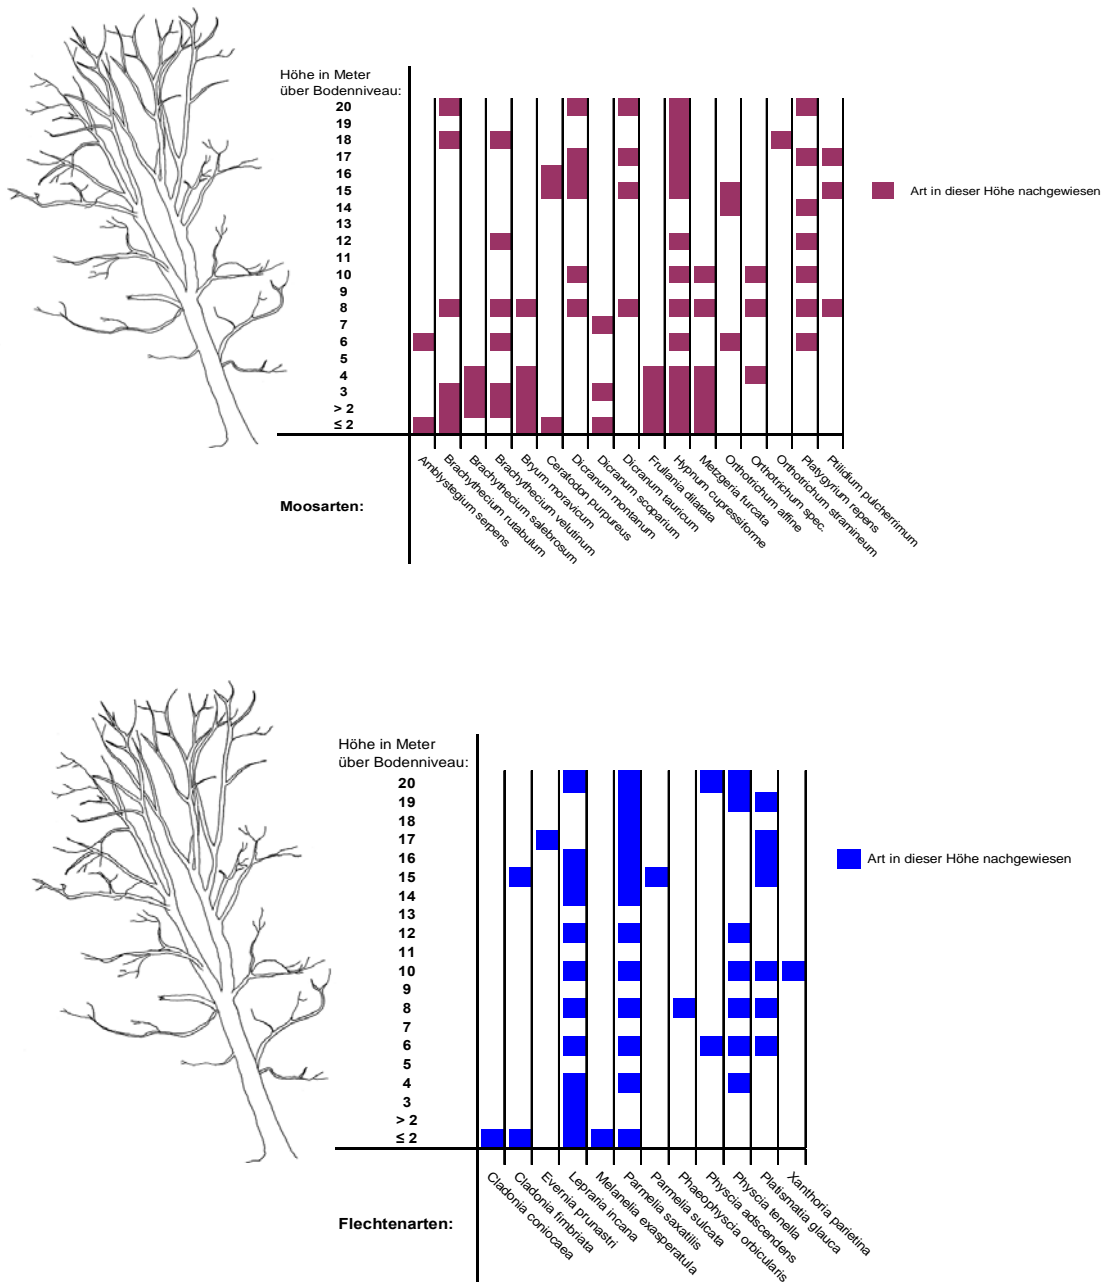 Höhe in Meter
über Bodenniveau:
20
19
18
17
16
15
14
13
12
11
10
9
8
7
6
5
4
3
> 2
≤ 2
Art in dieser Höhe nachgewiesen
Moosarten:
Amblystegium serpens
Brachythecium rutabulum
Brachythecium salebrosum
Brachythecium velutinum
Bryum moravicum
Ceratodon purpureus
Dicranum montanum
Dicranum scoparium
Dicranum tauricum
Frullania dilatata
Hypnum cupressiforme
Metzgeria furcata
Orthotrichum affine
Orthotrichum spec.
Orthotrichum stramineum
Platygyrium repens
Ptilidium pulcherrimum
Höhe in Meter
über Bodenniveau:
20
19
18
17
16
15
14
13
12
11
10
9
8
7
6
5
4
3
> 2
≤ 2
Art in dieser Höhe nachgewiesen
Flechtenarten:
Cladonia coniocaea
Cladonia fimbriata
Evernia prunastri
Lepraria incana
Melanelia exasperatula
Parmelia saxatilis
Parmelia sulcata
Phaeophyscia orbicularis
Physcia adscendens
Physcia tenella
Platismatia glauca
Xanthoria parietina